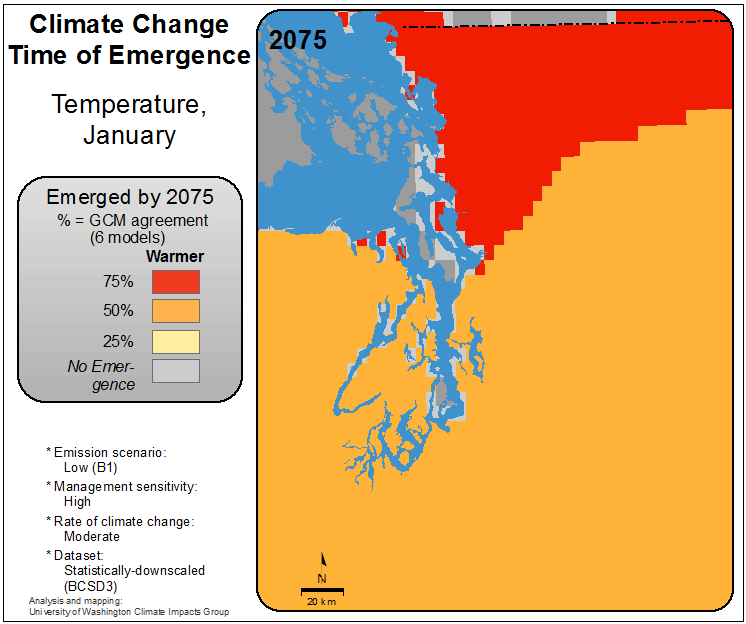 Climate Change
Time of Emergence
Temperature,
January
Emerged by 2075
% = GCM agreement
(6 models)
Warmer
75%
50%
25%
No Emer-
gence
* Emission scenario:
Low (B1)
* Management sensitivity:
High
* Rate of climate change:
Moderate
* Dataset:
Statistically-downscaled
(BCSD3)
Analysis and mapping:
University of Washington Climate Impacts Group
2075
N
20 km